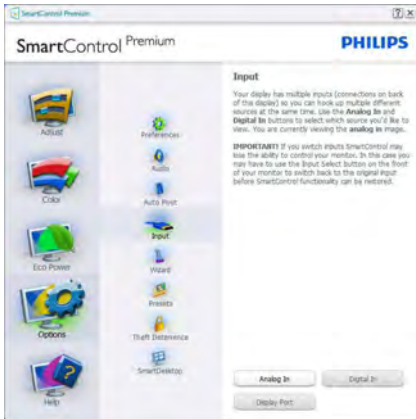 SmartControl Premium
SmartControl Premium
PHILIPS
Adjust
Color
Eco Power
Options
Help
Preferences
Audio
Auto Pivot
Input
Wizard
Presets
Theft Deterrence
SmartDesktop
Input
Your display has multiple inputs (connections on back
of this display) so you can hook up multiple different
sources at the same time. Use the Analog In and
Digital In buttons to select which source you'd like to
view. You are currently viewing the analog in image.
IMPORTANT! If you switch inputs SmartControl may
lose the ability to control your monitor. In this case you
may have to use the Input Select button on the front
of your monitor to switch back to the original input
before SmartControl functionality can be restored.
Analog In
Digital In
Display Port